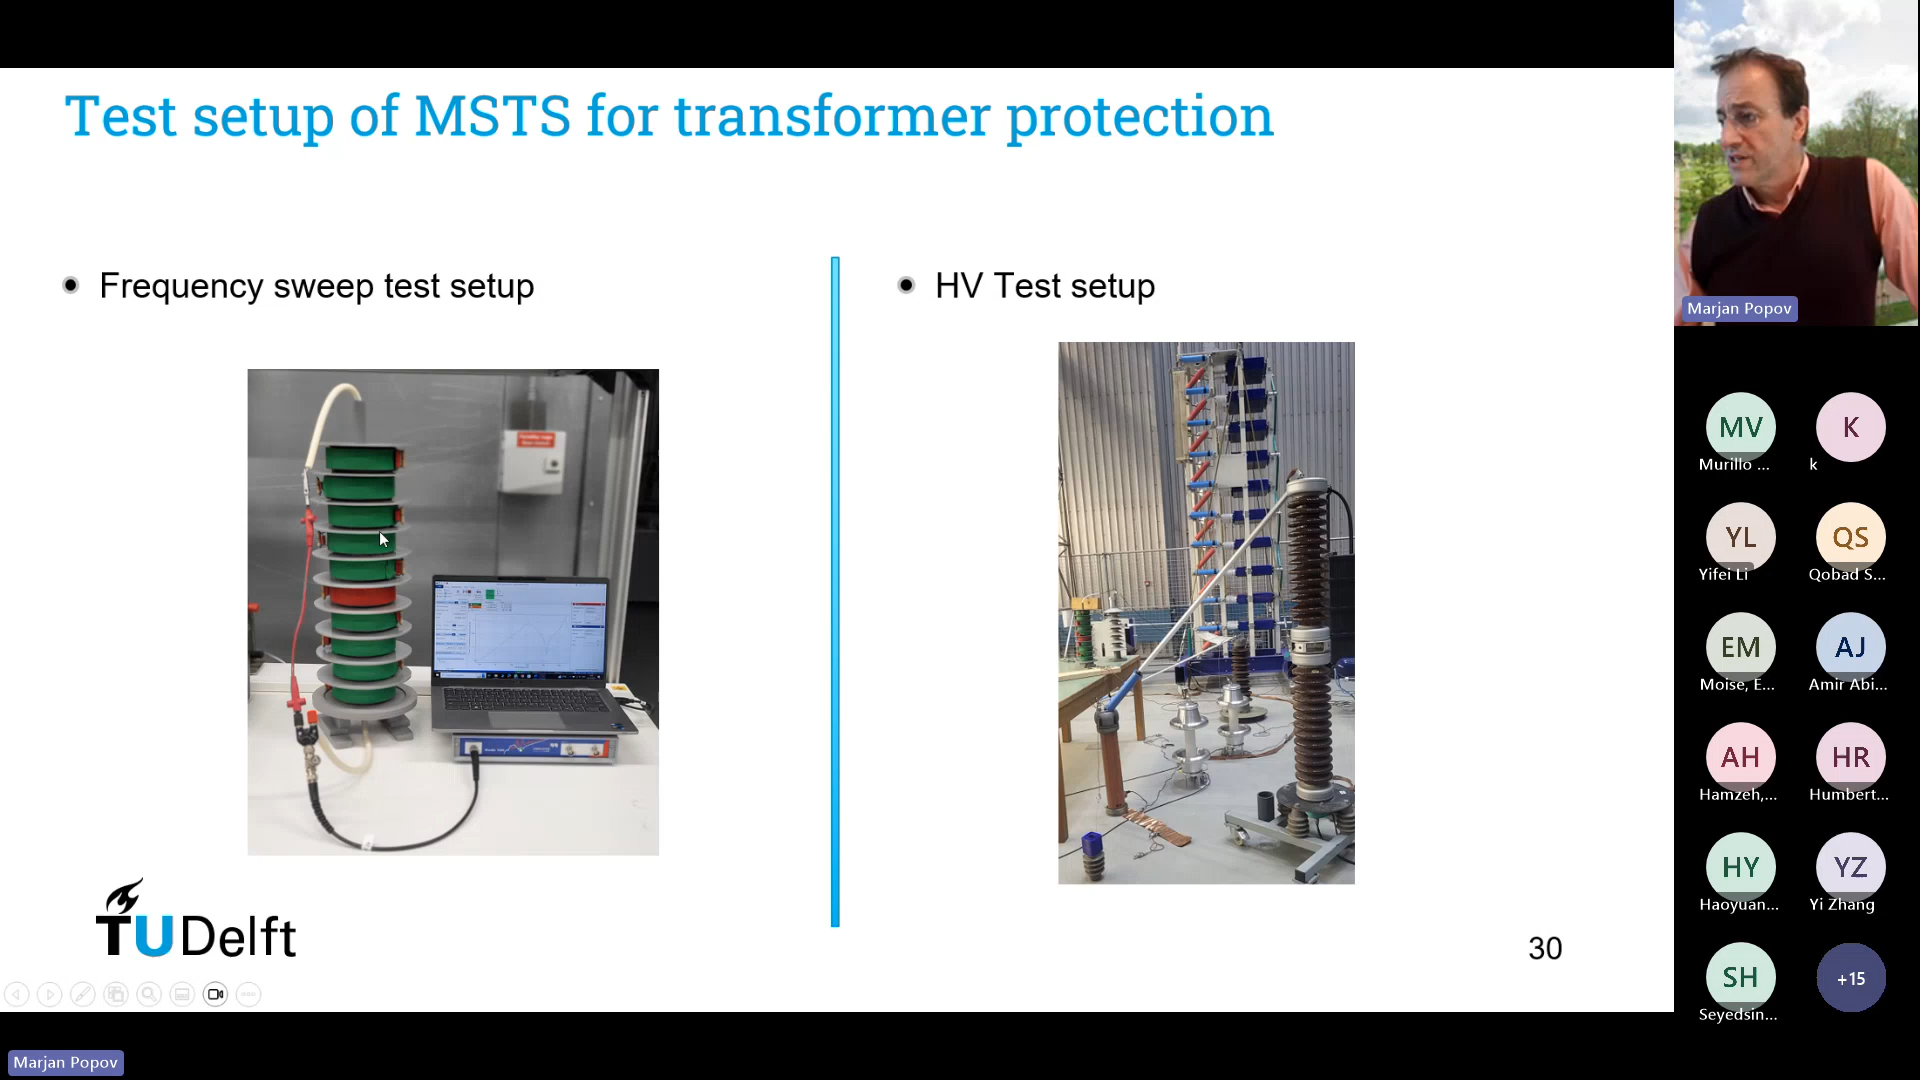 Test setup of MSTS for transformer protection
Frequency sweep test setup
HV Test setup
TUDelft
30
Marjan Popov
MV
Murillo ...
K
k
YL
Yifei Li
QS
Qobad S...
EM
Moise, E...
AJ
Amir Abi...
AH
Hamzeh,...
HR
Humbert...
HY
Haoyuan...
YZ
Yi Zhang
SH
Seyedsin...
+15
Marjan Popov